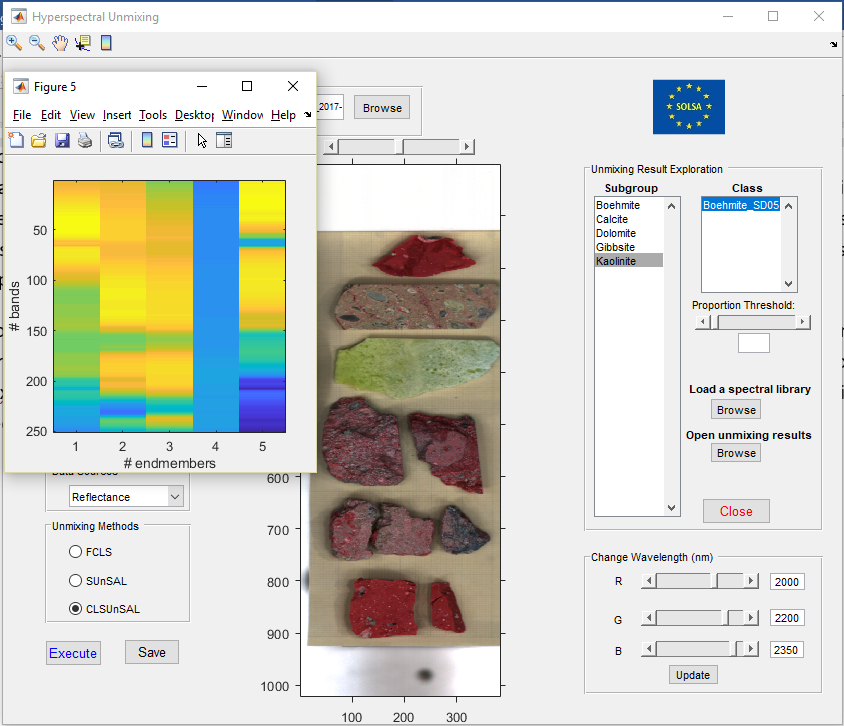 Hyperspectral Unmixing
Figure 5
File Edit View Insert Tools Desktop Window Help
_2017-
Browse
SOLSA
50
100
150
200
250
# bands
1 2 3 4 5
# endmembers
Reflectance
Unmixing Methods
FCLS
SUnSAL
CLSUnSAL
Execute
Save
600
700
800
900
1000
100 200 300
Unmixing Result Exploration
Subgroup
Class
Boehmite
Calcite
Dolomite
Gibbsite
Kaolinite
Boehmite_SD05
Proportion Threshold:
Load a spectral library
Browse
Open unmixing results
Browse
Close
Change Wavelength (nm)
R 2000
G 2200
B 2350
Update